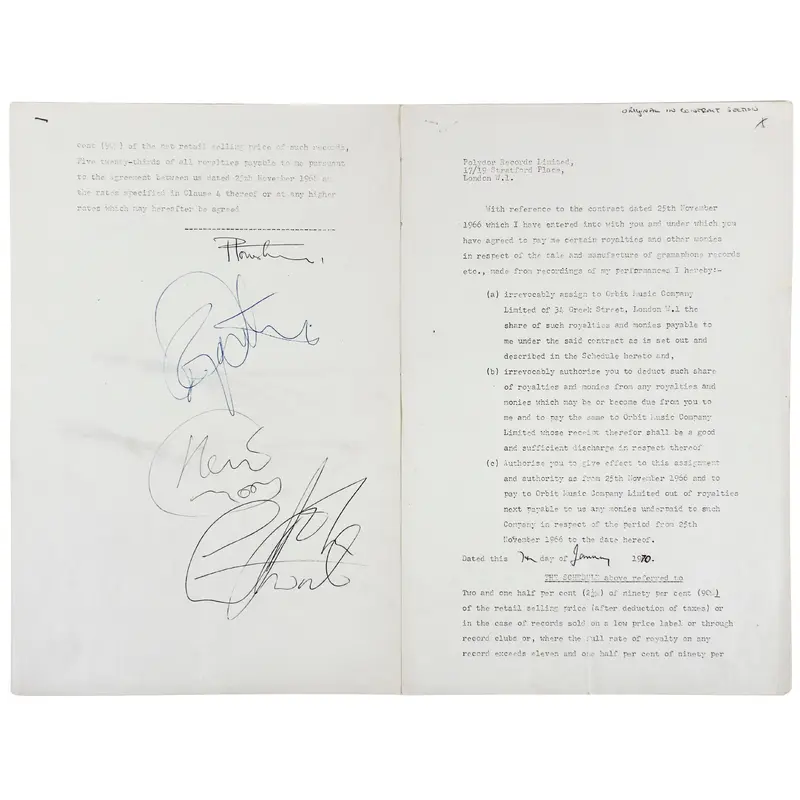 cent (90%) of the net retail selling price of such records,
Five twenty-thirds of all royalties payable to me pursuant
to the agreement between us dated 25th November 1966 at
the rates specified in Clause 4 thereof or at any higher
rates which may hereafter be agreed
Keith
Moon
ORIGINAL IN CONTRACT SECTION
Polydor Records Limited,
17/19 Stratford Place,
London W.1.
With reference to the contract dated 25th November
1966 which I have entered into with you and under which you
have agreed to pay me certain royalties and other monies
in respect of the sale and manufacture of gramophone records
etc., made from recordings of my performances I hereby:-
(a) irrevocably assign to Orbit Music Company
Limited of 34 Greek Street, London W.1 the
share of such royalties and monies payable to
me under the said contract as is set out and
described in the Schedule hereto and,
(b) irrevocably authorise you to deduct such share
of royalties and monies from any royalties and
monies which may be or become due from you to
me and to pay the same to Orbit Music Company
Limited whose receipt therefor shall be a good
and sufficient discharge in respect thereof
(c) Authorise you to give effect to this assignment
and authority as from 25th November 1966 and to
pay to Orbit Music Company Limited out of royalties
next payable to us any monies underpaid to such
Company in respect of the period from 25th
November 1966 to the date hereof.
Dated this 7th day of January 1970.
THE SCHEDULE above referred to
Two and one half per cent (2½%) of ninety per cent (90%)
of the retail selling price (after deduction of taxes) or
in the case of records sold on a low price label or through
record clubs or, where the full rate of royalty on any
record exceeds eleven and one half per cent of ninety per